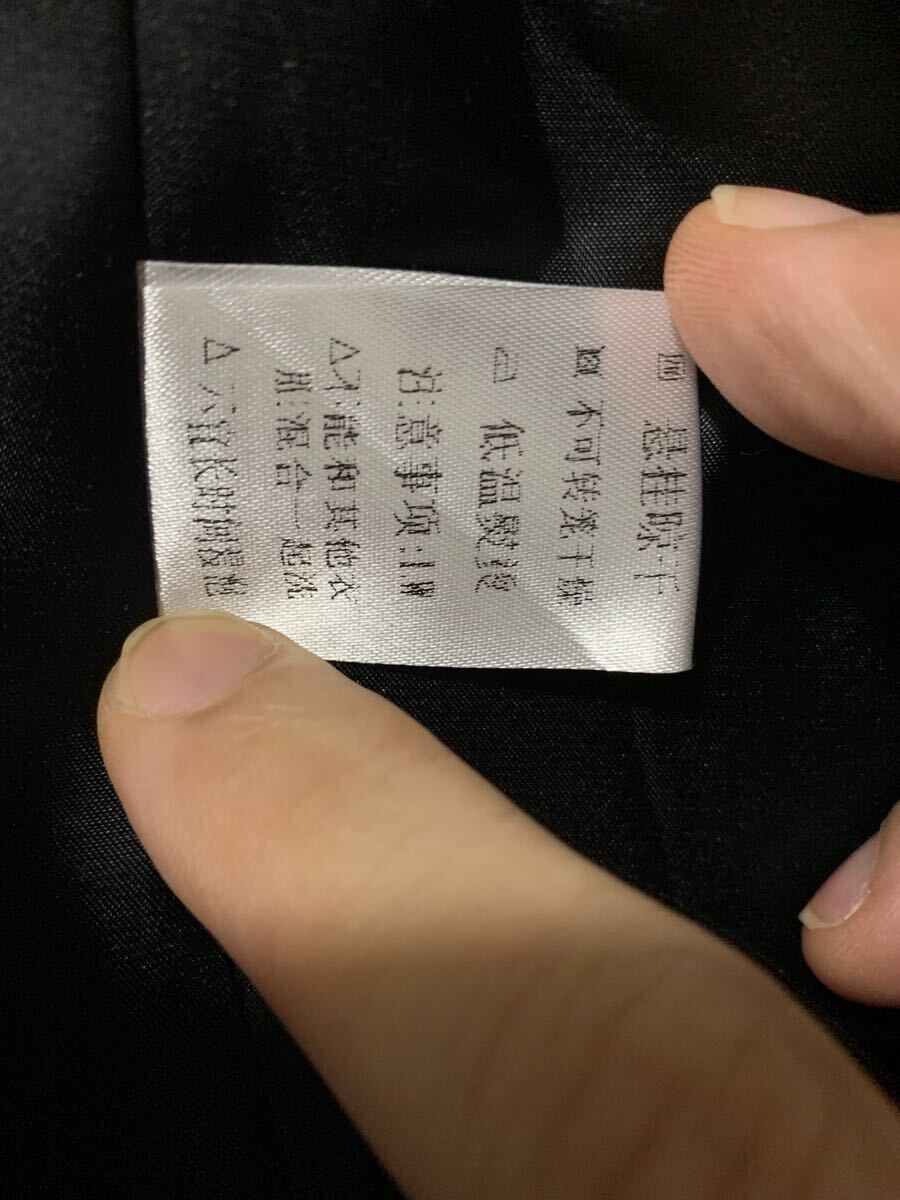 悬挂晾干
不可转笼干燥
低温熨烫
注意事项:
△不能和其他衣
服混合一起洗
△不宜长时间浸泡